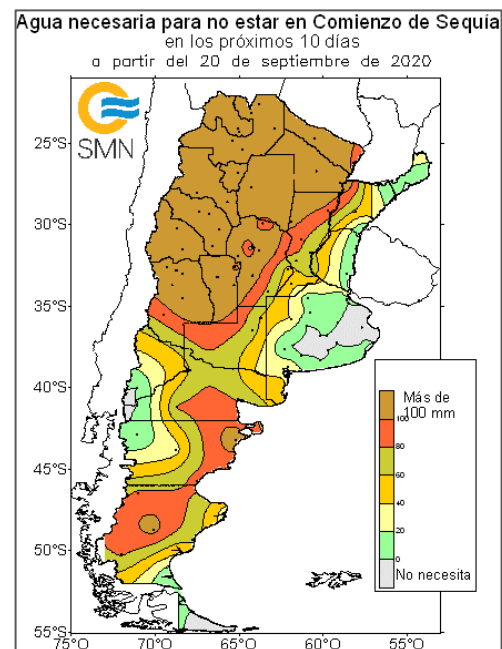 Agua necesaria para no estar en Comienzo de Sequía
en los próximos 10 días
a partir del 20 de septiembre de 2020
SMN
25°S
30°S
35°S
40°S
45°S
50°S
55°S
75°O
70°O
65°O
60°O
55°O
Más de
100 mm
100
80
60
40
20
0
No necesita